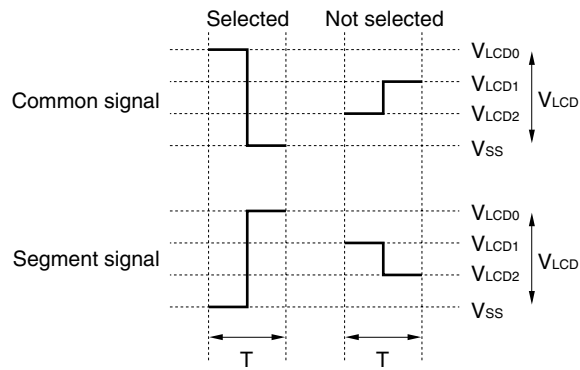 Selected Not selected
VLCD0
VLCD1
Common signal VLCD
VLCD2
VSS
VLCD0
VLCD1
Segment signal VLCD
VLCD2
VSS
T T